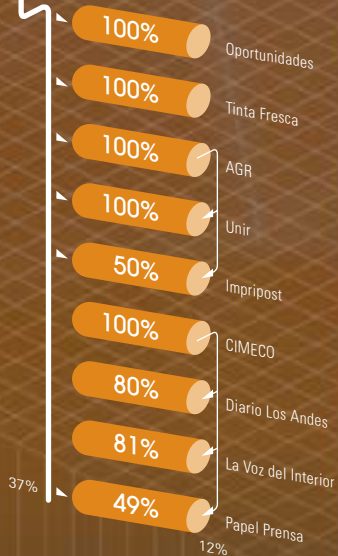 100%
Oportunidades
100%
Tinta Fresca
100%
AGR
100%
Unir
50%
Impripost
100%
CIMECO
80%
Diario Los Andes
81%
La Voz del Interior
37%
49%
Papel Prensa
12%